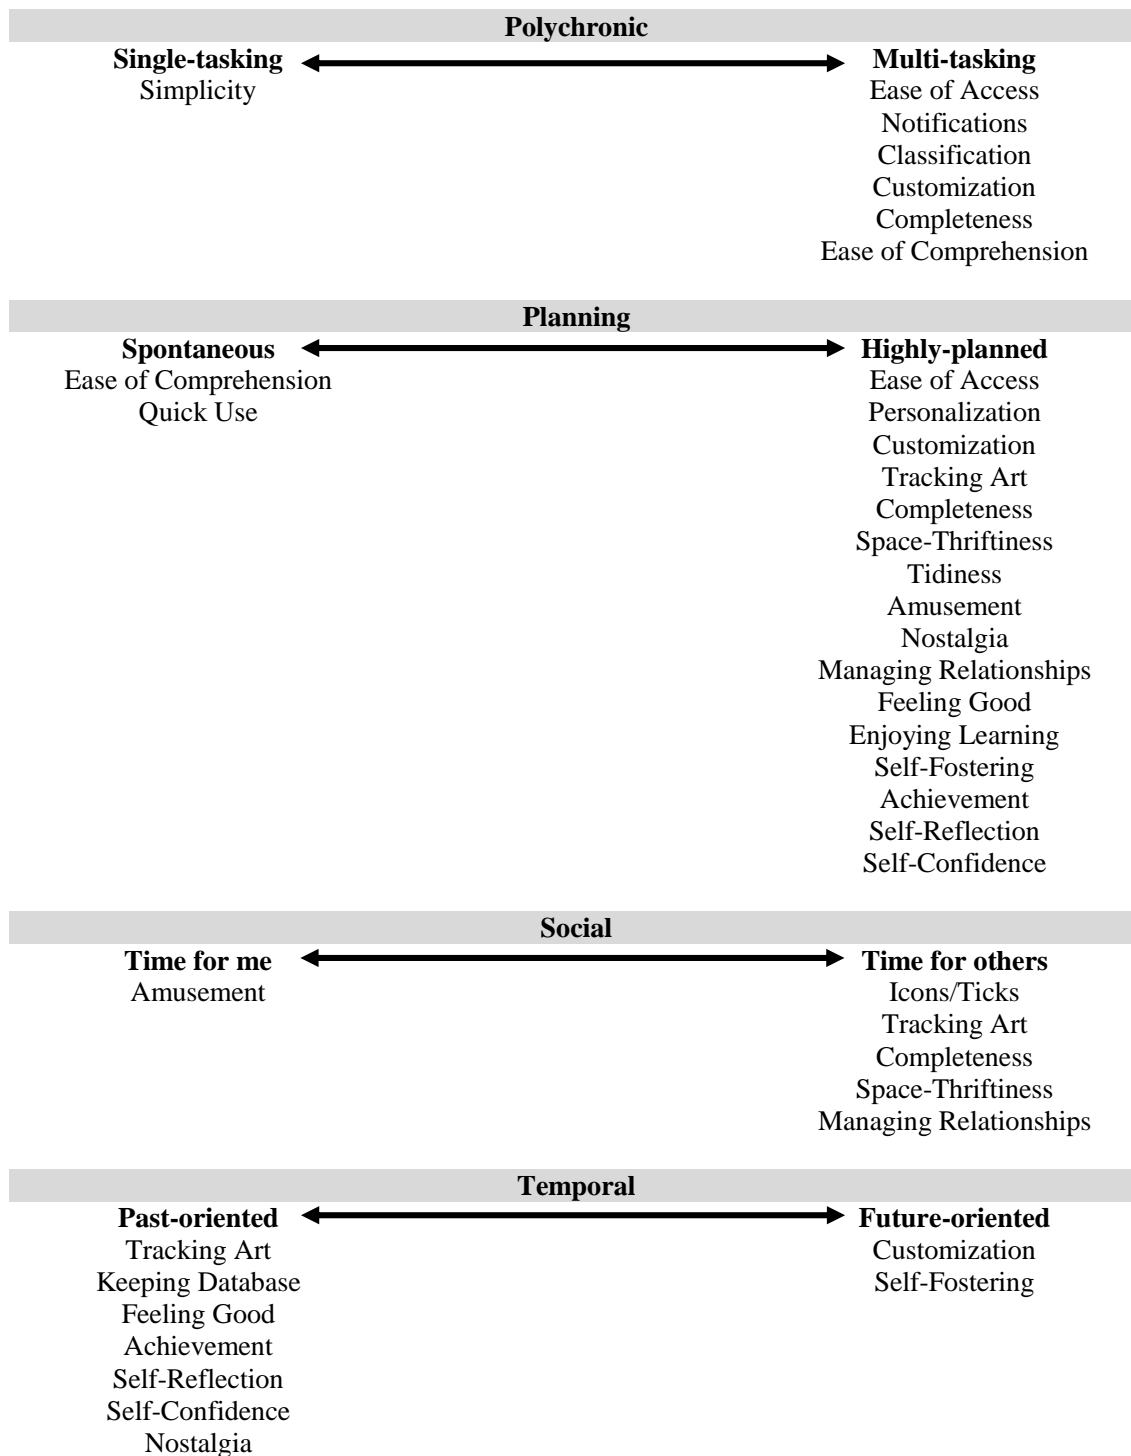 Polychronic
Single-tasking Multi-tasking
Simplicity Ease of Access
Notifications
Classification
Customization
Completeness
Ease of Comprehension
Planning
Spontaneous Highly-planned
Ease of Comprehension Ease of Access
Quick Use Personalization
Customization
Tracking Art
Completeness
Space-Thriftiness
Tidiness
Amusement
Nostalgia
Managing Relationships
Feeling Good
Enjoying Learning
Self-Fostering
Achievement
Self-Reflection
Self-Confidence
Social
Time for me Time for others
Amusement Icons/Ticks
Tracking Art
Completeness
Space-Thriftiness
Managing Relationships
Temporal
Past-oriented Future-oriented
Tracking Art Customization
Keeping Database Self-Fostering
Feeling Good
Achievement
Self-Reflection
Self-Confidence
Nostalgia